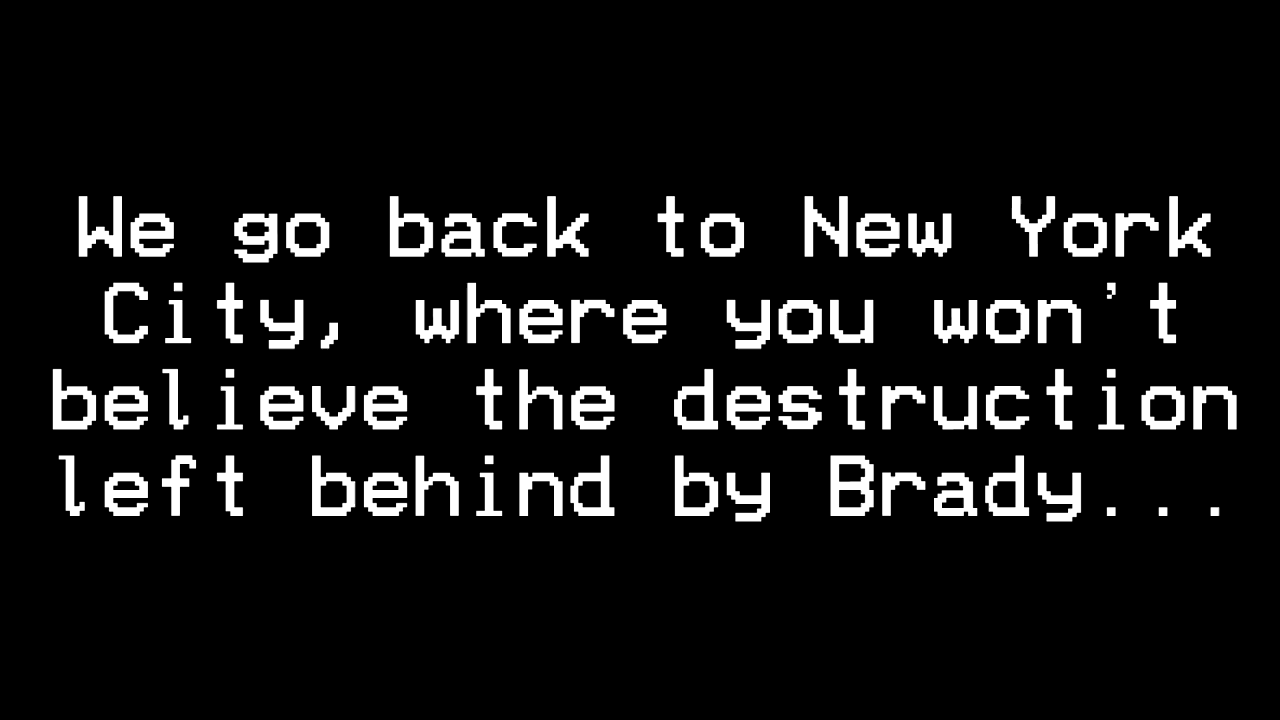 We go back to New York
City, where you won't
believe the destruction
left behind by Brady...